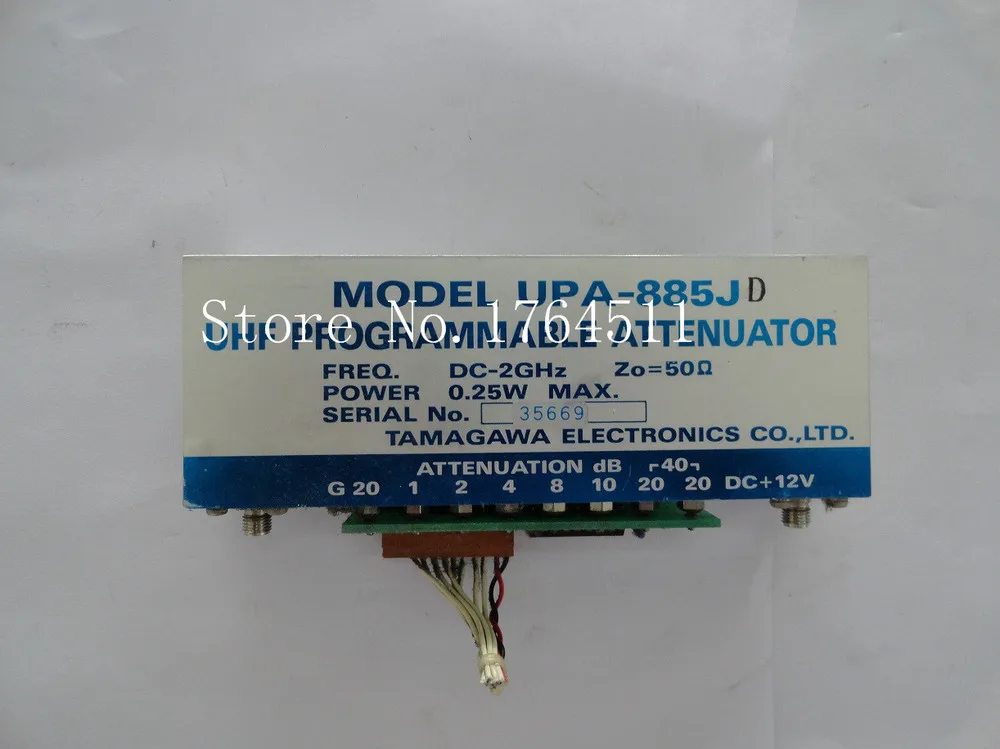 MODEL UPA-885J D
Store No. 1764511
UHF PROGRAMMABLE ATTENUATOR
FREQ. DC-2GHz Zo=50Ω
POWER 0.25W MAX.
SERIAL No. 35669
TAMAGAWA ELECTRONICS CO.,LTD.
ATTENUATION dB ┌40┐
G 20 1 2 4 8 10 20 20 DC+12V